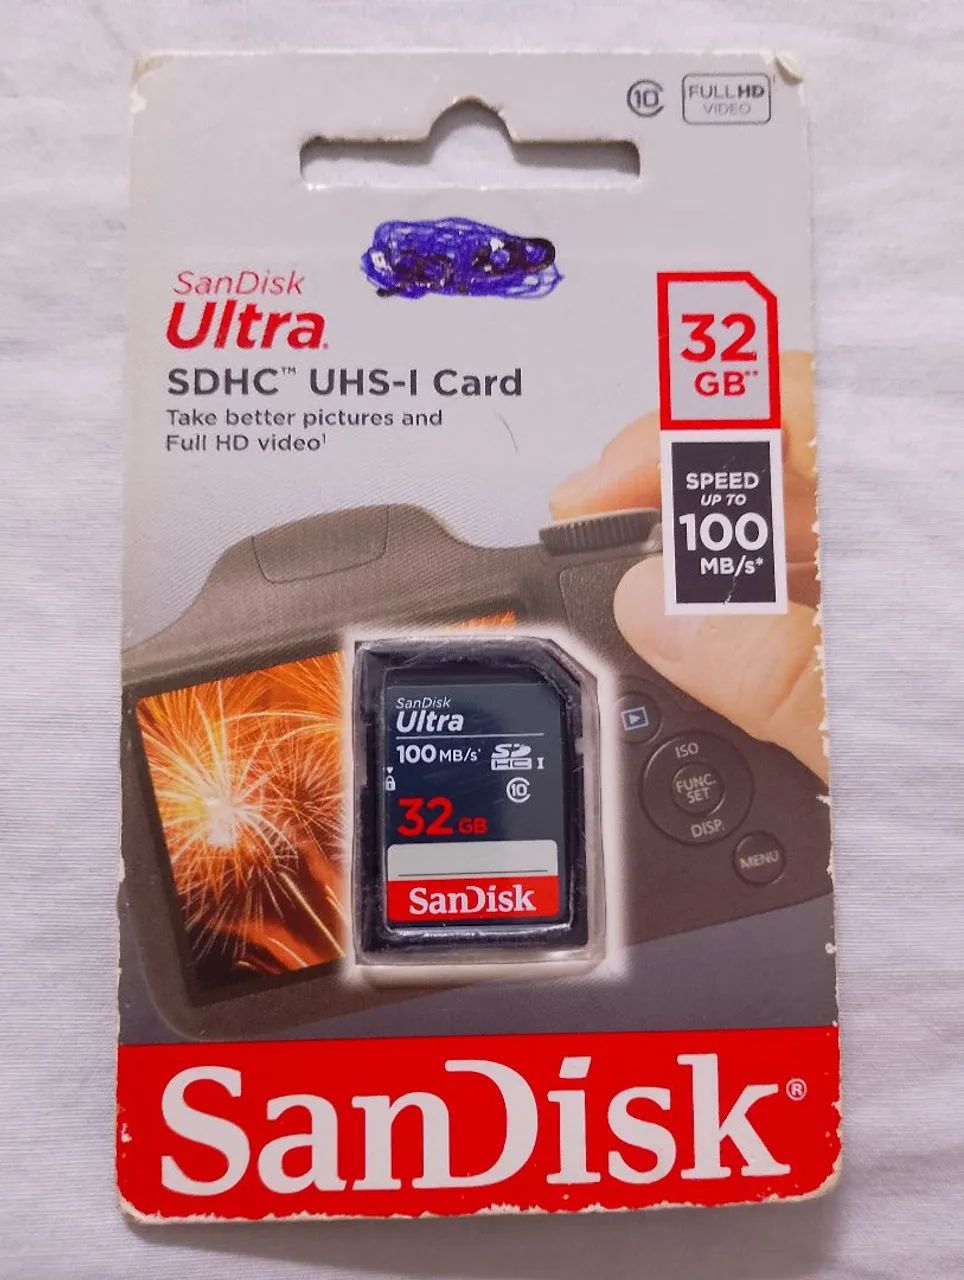 10
FULL HD
VIDEO
SanDisk
Ultra.
SDHC™ UHS-I Card
Take better pictures and
Full HD video¹
32
GB**
SPEED
UP TO
100
MB/s*
SanDisk
Ultra
100 MB/s*
SD
HC I
10
32 GB
SanDisk
ISO
FUNC.
SET
DISP.
MENU
SanDisk®